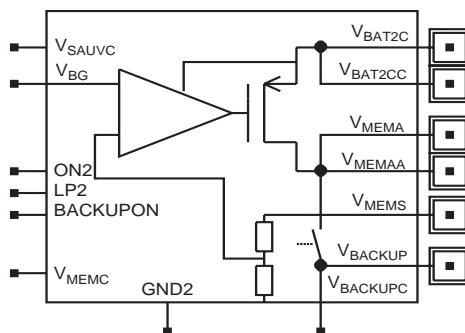 VSAUVC
VBG
ON2
LP2
BACKUPON
VMEMC
GND2
VBAT2C
VBAT2CC
VMEMA
VMEMAA
VMEMS
VBACKUP
VBACKUPC